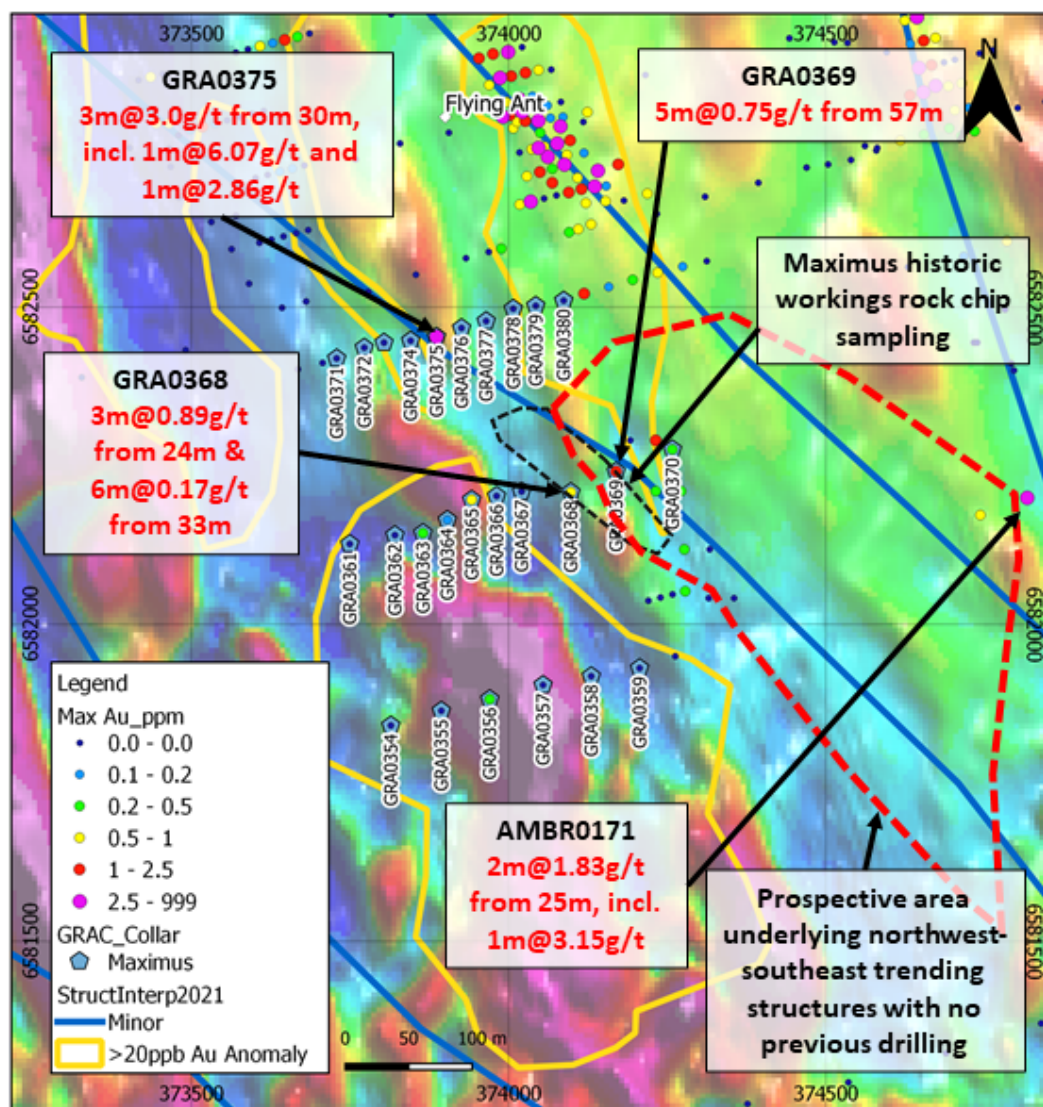 373500
374000
374500
GRA0375
3m@3.0g/t from 30m,
incl. 1m@6.07g/t and
1m@2.86g/t
Flying Ant
GRA0369
5m@0.75g/t from 57m
N
Maximus historic
workings rock chip
sampling
6582500
6582500
GRA0371
GRA0372
GRA0374
GRA0375
GRA0376
GRA0377
GRA0378
GRA0379
GRA0380
GRA0368
3m@0.89g/t
from 24m &
6m@0.17g/t
from 33m
GRA0361
GRA0362
GRA0363
GRA0364
GRA0365
GRA0366
GRA0367
GRA0368
GRA0369
GRA0370
6582000
6582000
GRA0354
GRA0355
GRA0356
GRA0357
GRA0358
GRA0359
Legend
Max Au_ppm
0.0 - 0.0
0.1 - 0.2
0.2 - 0.5
0.5 - 1
1 - 2.5
2.5 - 999
GRAC_Collar
Maximus
StructInterp2021
Minor
>20ppb Au Anomaly
AMBR0171
2m@1.83g/t
from 25m, incl.
1m@3.15g/t
Prospective area
underlying northwest-
southeast trending
structures with no
previous drilling
6581500
6581500
0 50 100 m
373500
374000
374500